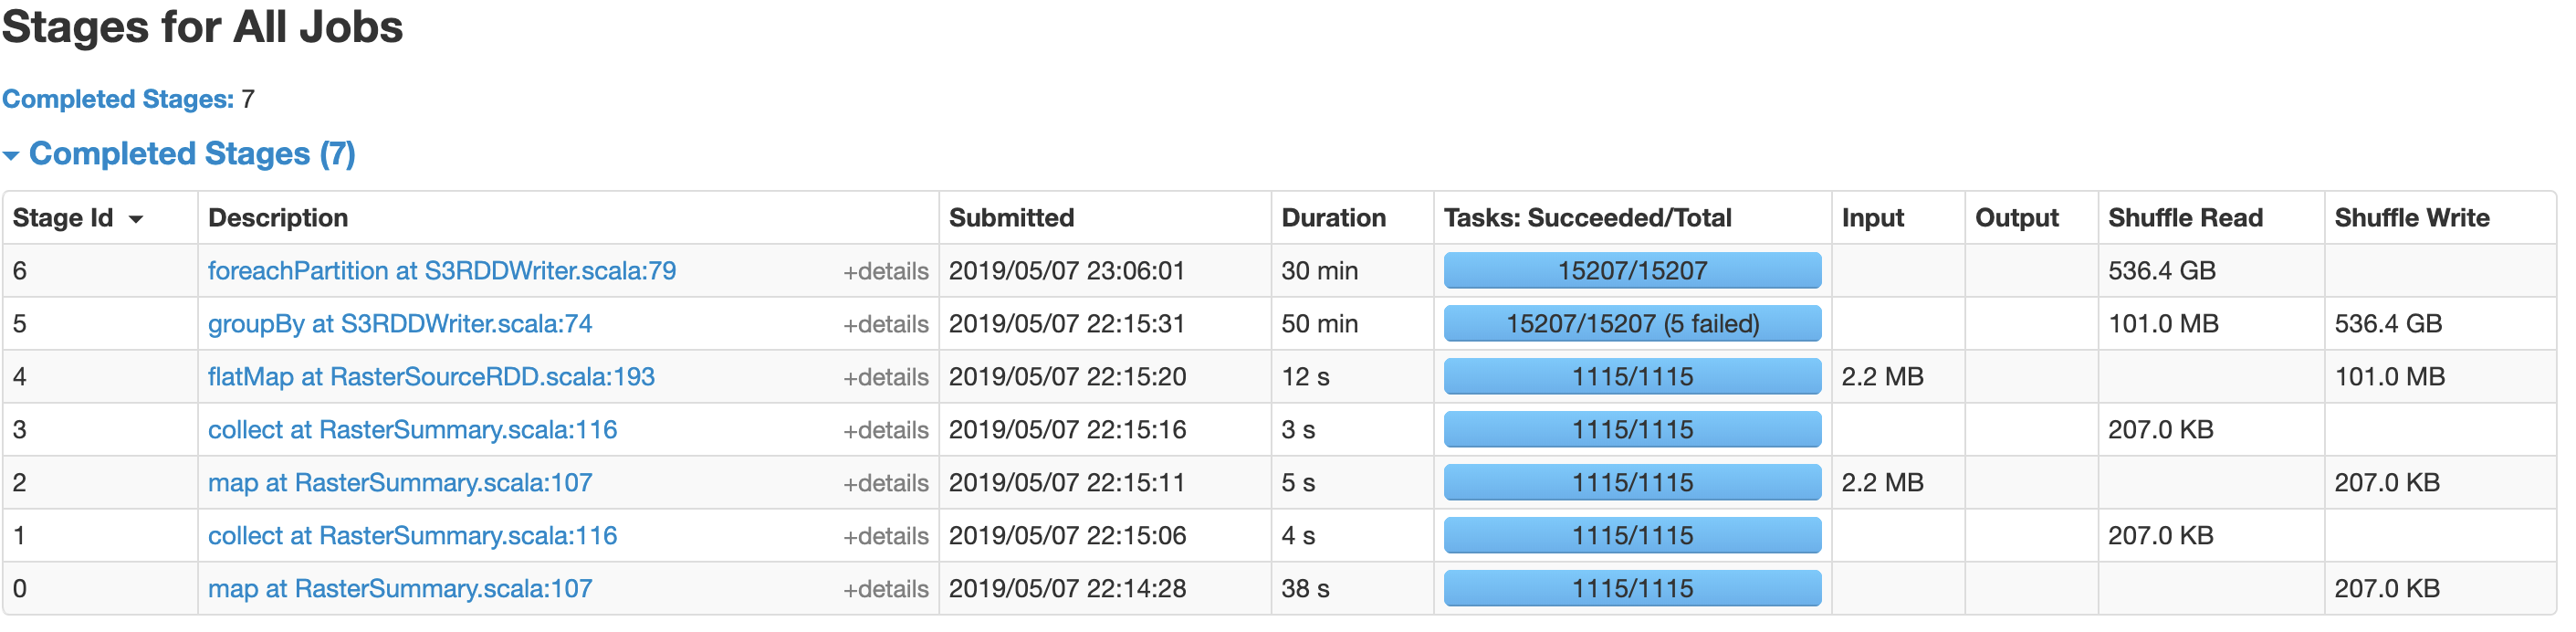 Stages for All Jobs
Completed Stages: 7
Completed Stages (7)
Stage Id Description Submitted Duration Tasks: Succeeded/Total Input Output Shuffle Read Shuffle Write
6 foreachPartition at S3RDDWriter.scala:79 +details 2019/05/07 23:06:01 30 min 15207/15207 536.4 GB
5 groupBy at S3RDDWriter.scala:74 +details 2019/05/07 22:15:31 50 min 15207/15207 (5 failed) 101.0 MB 536.4 GB
4 flatMap at RasterSourceRDD.scala:193 +details 2019/05/07 22:15:20 12 s 1115/1115 2.2 MB 101.0 MB
3 collect at RasterSummary.scala:116 +details 2019/05/07 22:15:16 3 s 1115/1115 207.0 KB
2 map at RasterSummary.scala:107 +details 2019/05/07 22:15:11 5 s 1115/1115 2.2 MB 207.0 KB
1 collect at RasterSummary.scala:116 +details 2019/05/07 22:15:06 4 s 1115/1115 207.0 KB
0 map at RasterSummary.scala:107 +details 2019/05/07 22:14:28 38 s 1115/1115 207.0 KB